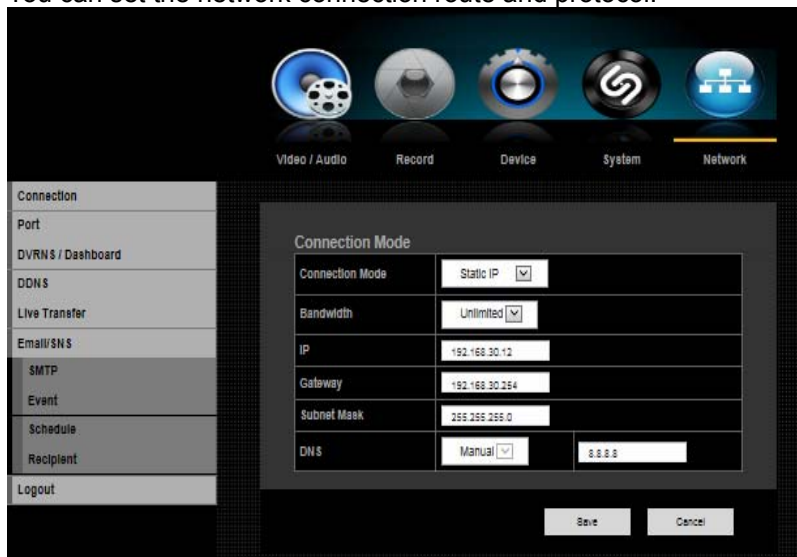 You can set the network connection route and protocol.
Video / Audio Record Device System Network
Connection
Port
DVRNS / Dashboard
DDNS
Live Transfer
Email/SNS
SMTP
Event
Schedule
Recipient
Logout
Connection Mode
Connection Mode Static IP
Bandwidth Unlimited
IP 192.168.30.12
Gateway 192.168.30.254
Subnet Mask 255.255.255.0
DNS Manual 8.8.8.8
Save Cancel